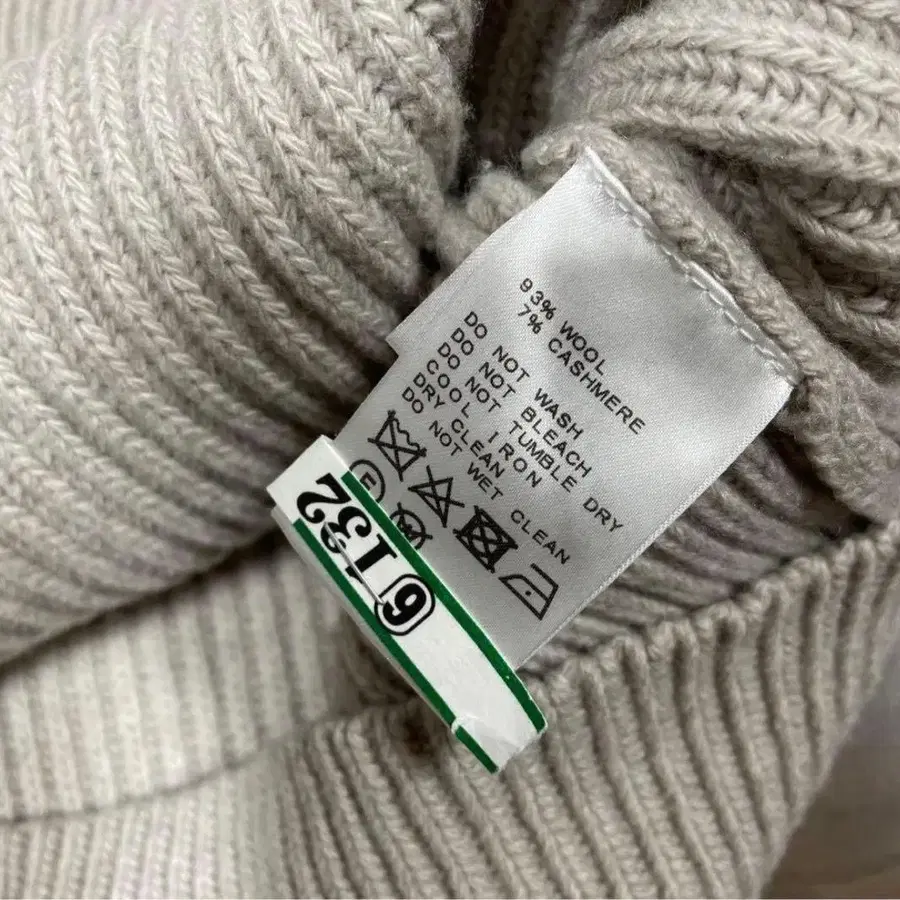 93% WOOL
7% CASHMERE
DO NOT WASH
DO NOT BLEACH
DO NOT TUMBLE DRY
COOL IRON
DRY CLEAN
DO NOT WET CLEAN
6 132